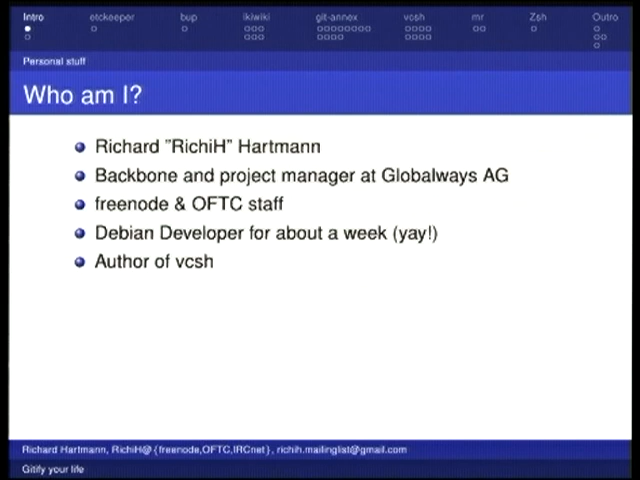 Intro etckeeper bup ikiwiki git-annex vcsh mr Zsh Outro
Personal stuff
Who am I?
Richard "RichiH" Hartmann
Backbone and project manager at Globalways AG
freenode & OFTC staff
Debian Developer for about a week (yay!)
Author of vcsh
Richard Hartmann, RichiH@{freenode,OFTC,IRCnet}, richih.mailinglist@gmail.com
Gitify your life